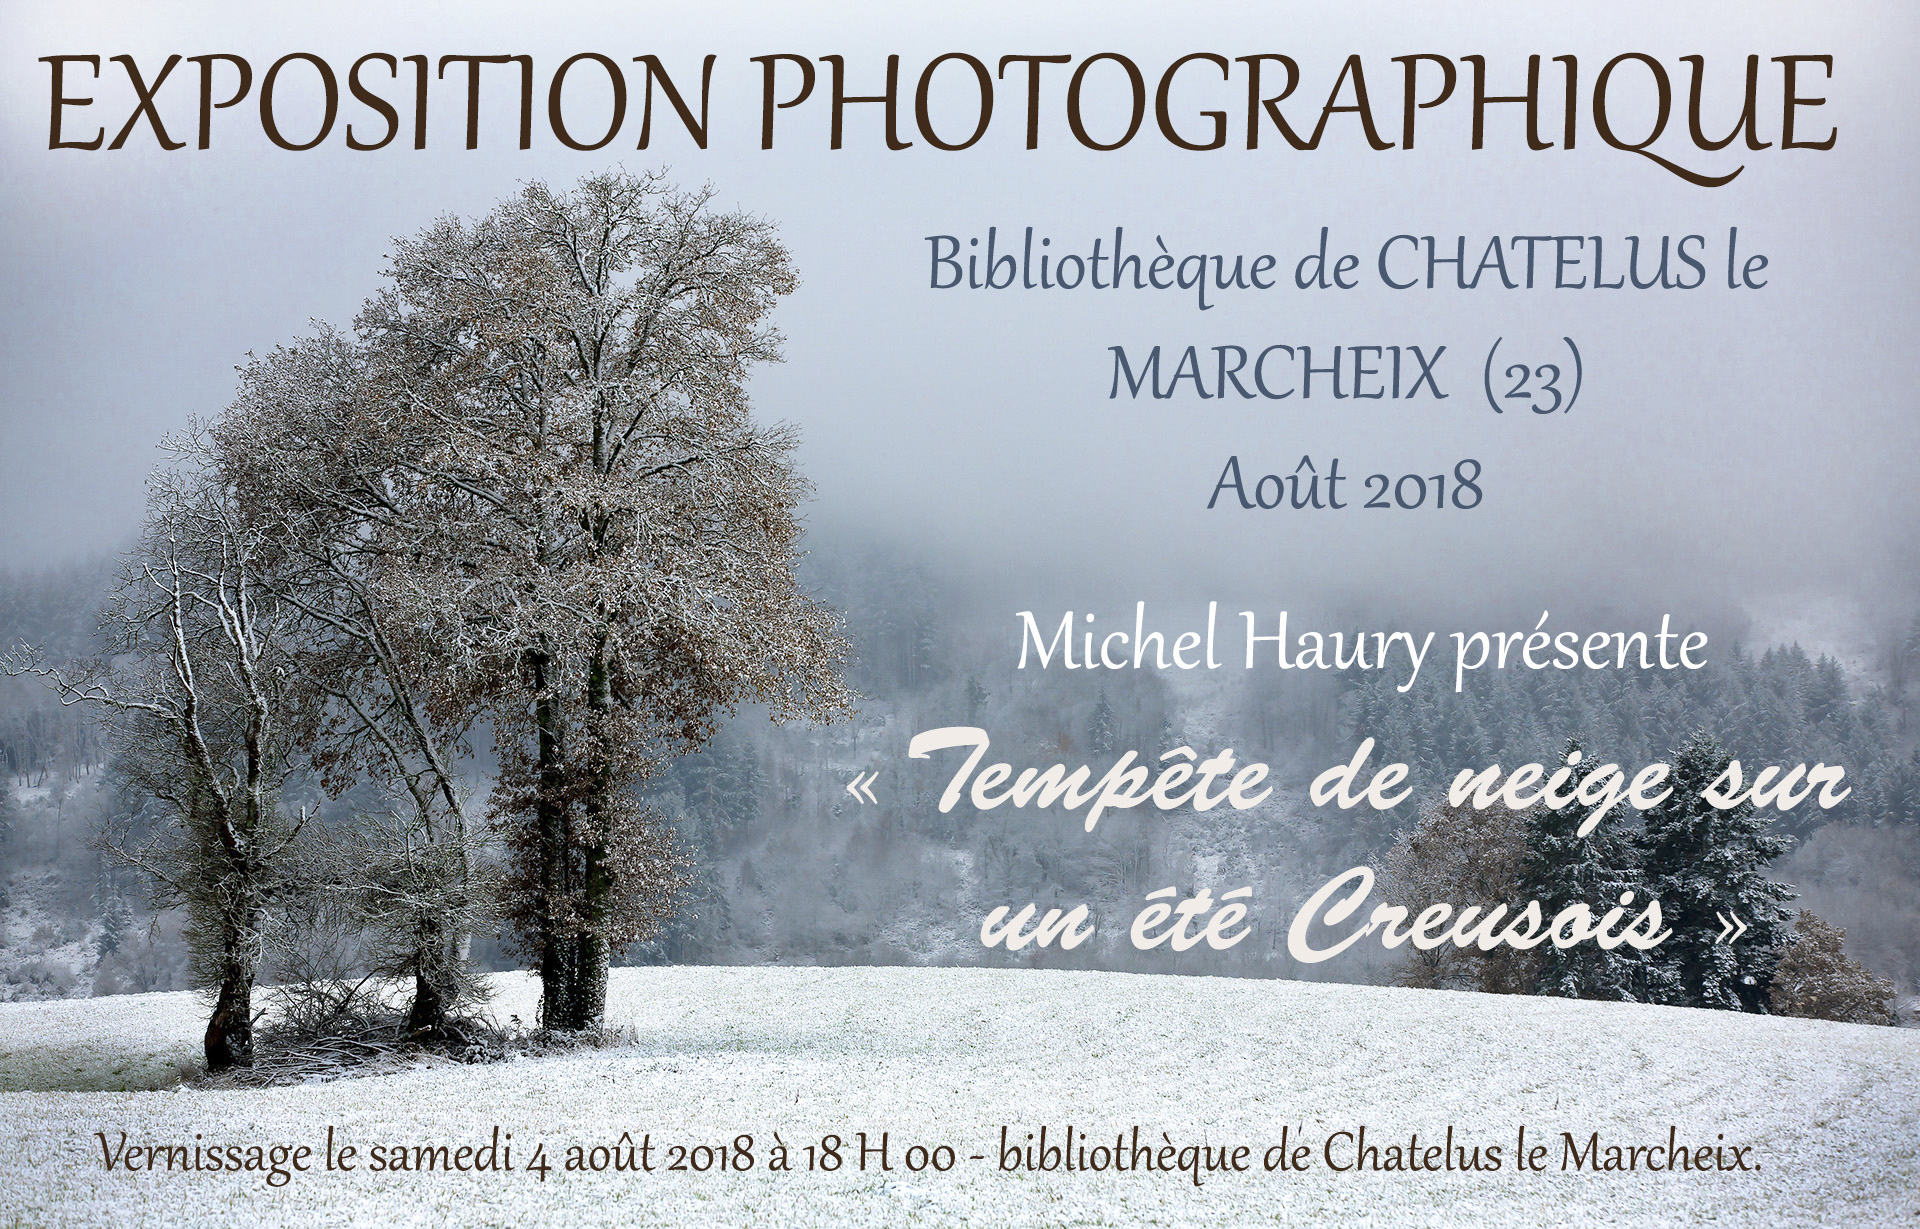 EXPOSITION PHOTOGRAPHIQUE
Bibliothèque de CHATELUS le
MARCHEIX (23)
Août 2018
Michel Haury présente
« Tempête de neige sur
un été Creusois »
Vernissage le samedi 4 août 2018 à 18 H 00 - bibliothèque de Chatelus le Marcheix.